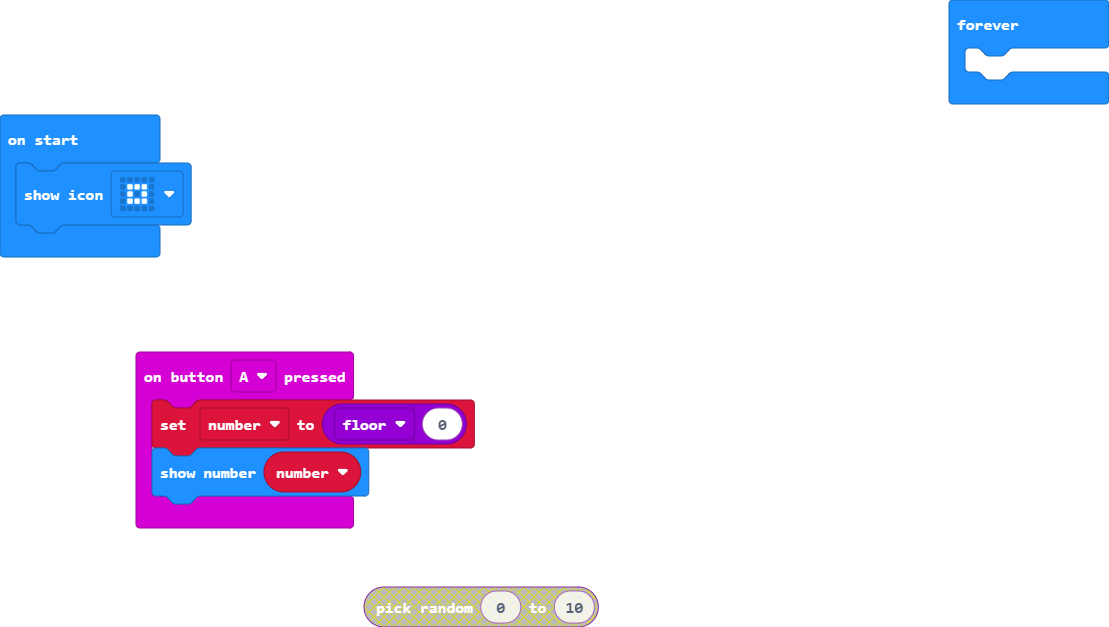 forever
on start
show icon
on button A pressed
set number to floor 0
show number number
pick random 0 to 10